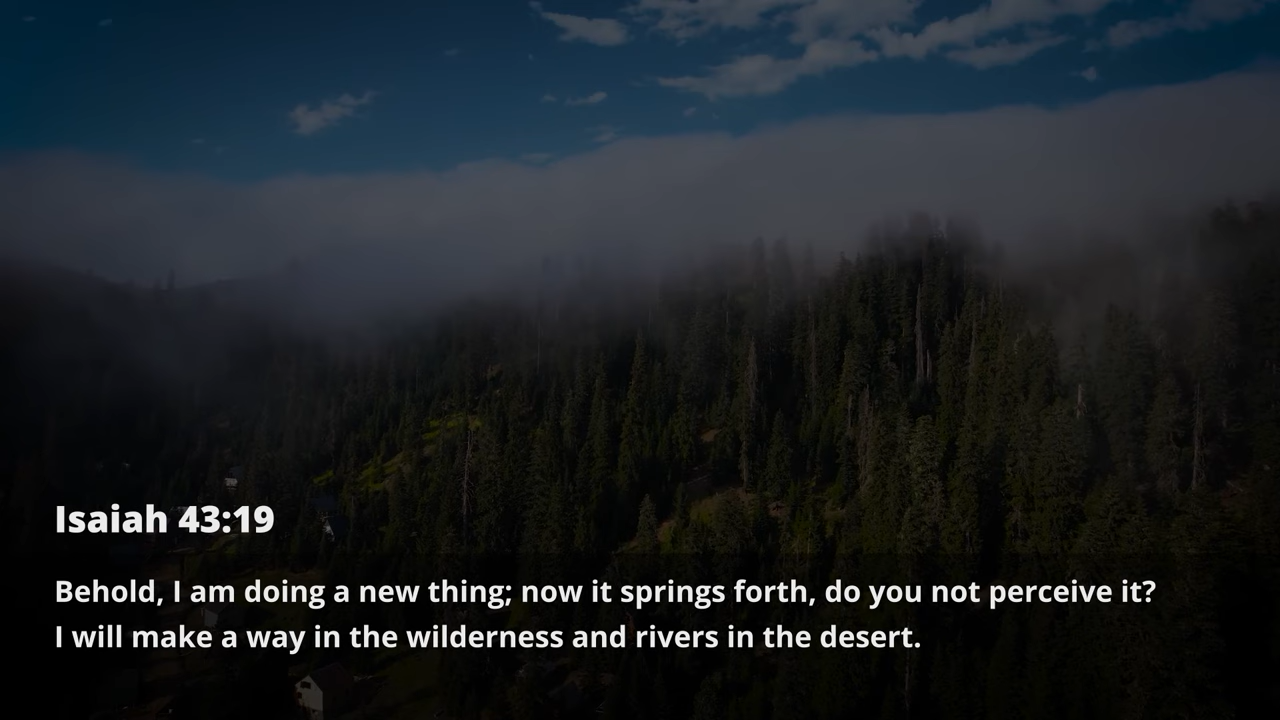 Isaiah 43:19
Behold, I am doing a new thing; now it springs forth, do you not perceive it?
I will make a way in the wilderness and rivers in the desert.